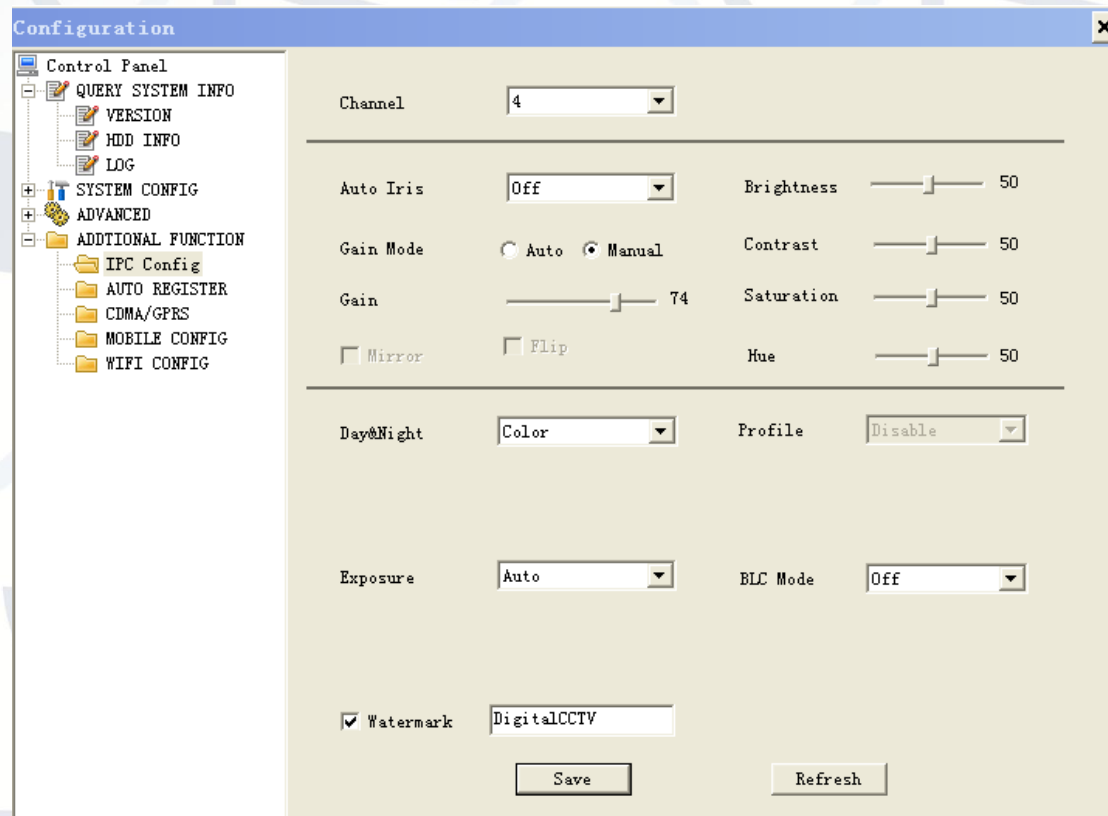 Configuration
Control Panel
QUERY SYSTEM INFO
VERSION
HDD INFO
LOG
SYSTEM CONFIG
ADVANCED
ADDTIONAL FUNCTION
IPC Config
AUTO REGISTER
CDMA/GPRS
MOBILE CONFIG
WIFI CONFIG
Channel 4
Auto Iris Off Brightness 50
Gain Mode Auto Manual Contrast 50
Gain 74 Saturation 50
Mirror Flip Hue 50
Day&Night Color Profile Disable
Exposure Auto BLC Mode Off
Watermark DigitalCCTV
Save Refresh